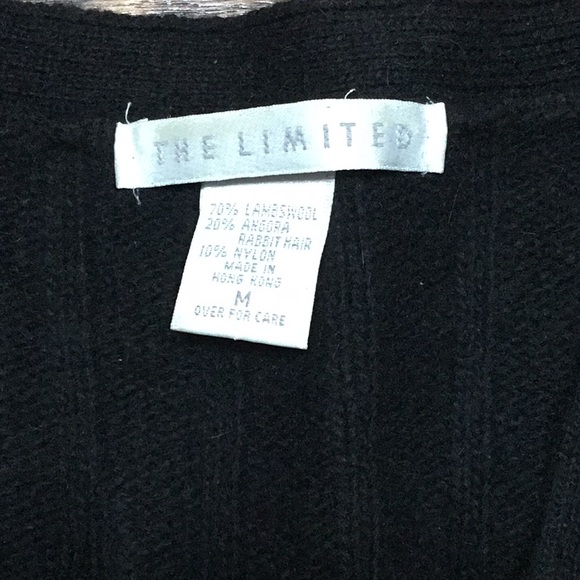 THE LIMITED
70% LAMBSWOOL
20% ANGORA
RABBIT HAIR
10% NYLON
MADE IN
HONG KONG
M
OVER FOR CARE